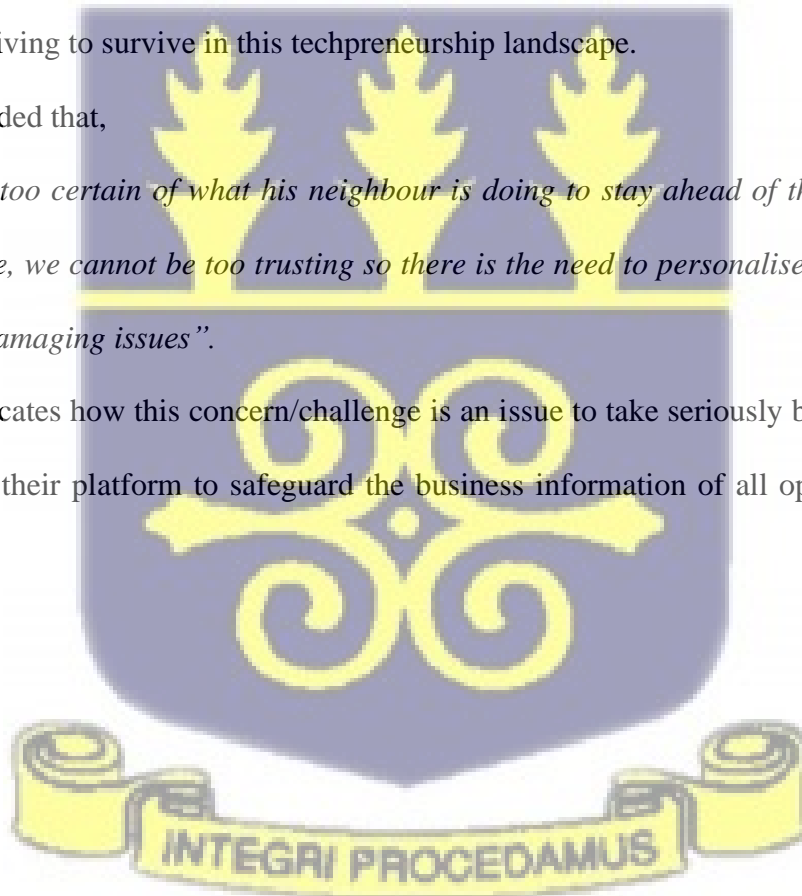 iving to survive in this techpreneurship landscape.
ded that,
too certain of what his neighbour is doing to stay ahead of th
e, we cannot be too trusting so there is the need to personalise
amaging issues”.
cates how this concern/challenge is an issue to take seriously b
their platform to safeguard the business information of all op
INTEGRI PROCEDAMUS